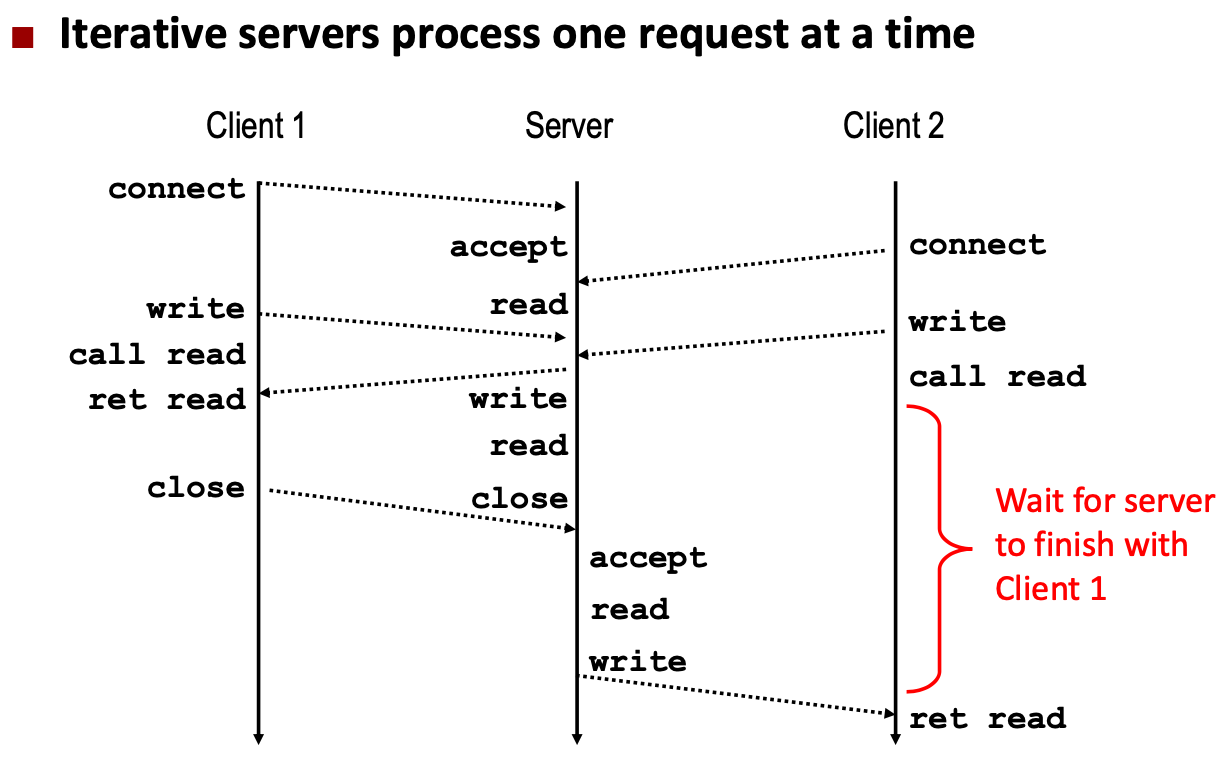 Iterative servers process one request at a time
Client 1
Server
Client 2
connect
accept
connect
read
write
write
call read
call read
ret read
write
read
close
close
Wait for server
to finish with
Client 1
accept
read
write
ret read